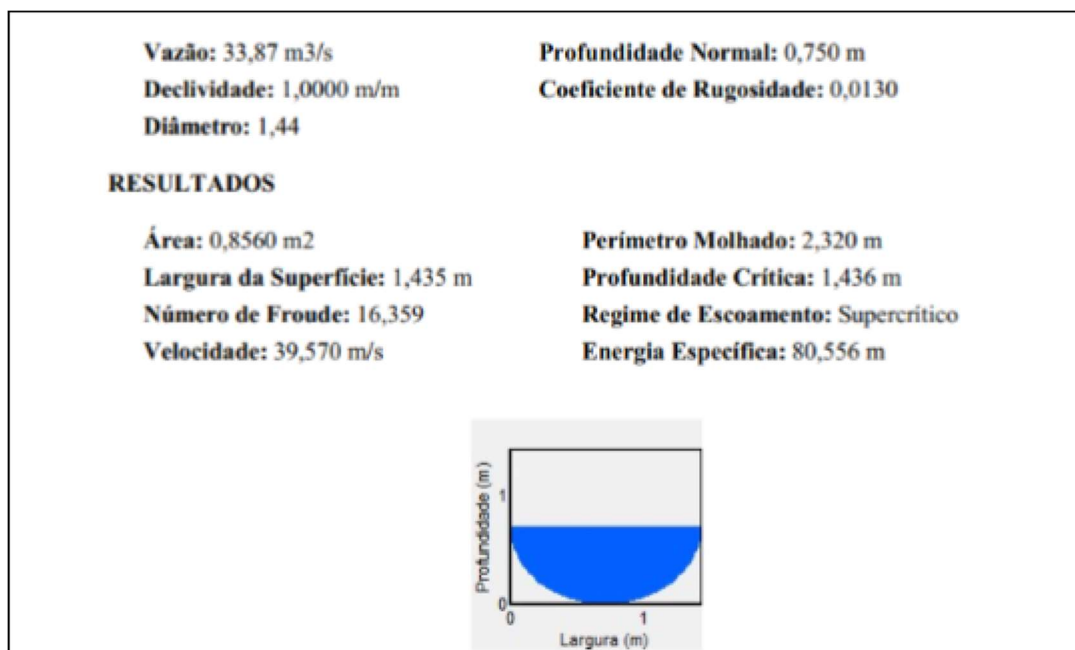 Vazão: 33,87 m3/s
Profundidade Normal: 0,750 m
Declividade: 1,0000 m/m
Coeficiente de Rugosidade: 0,0130
Diâmetro: 1,44
RESULTADOS
Área: 0,8560 m2
Perímetro Molhado: 2,320 m
Largura da Superfície: 1,435 m
Profundidade Crítica: 1,436 m
Número de Froude: 16,359
Regime de Escoamento: Supercrítico
Velocidade: 39,570 m/s
Energia Específica: 80,556 m
Profundidade (m)
1
0
0
1
Largura (m)